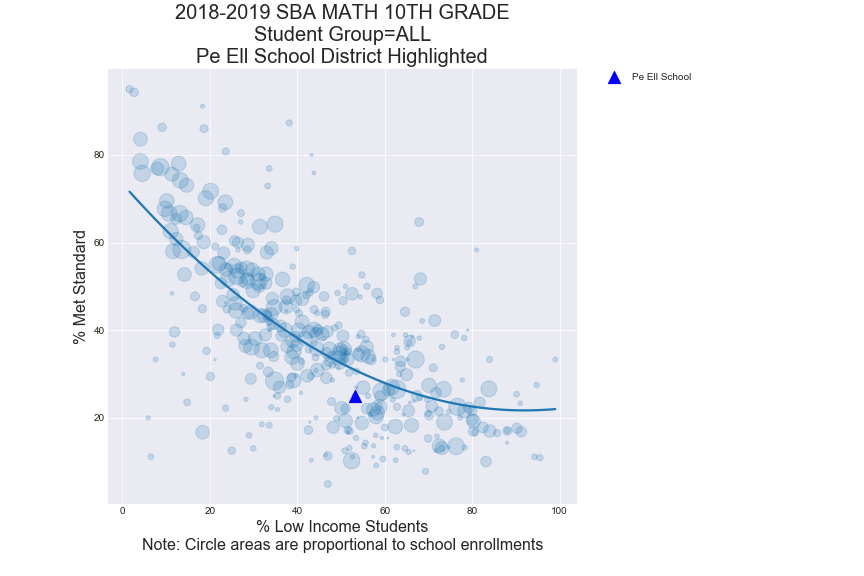 2018-2019 SBA MATH 10TH GRADE
Student Group=ALL
Pe Ell School District Highlighted
Pe Ell School
% Met Standard
80
60
40
20
0 20 40 60 80 100
% Low Income Students
Note: Circle areas are proportional to school enrollments